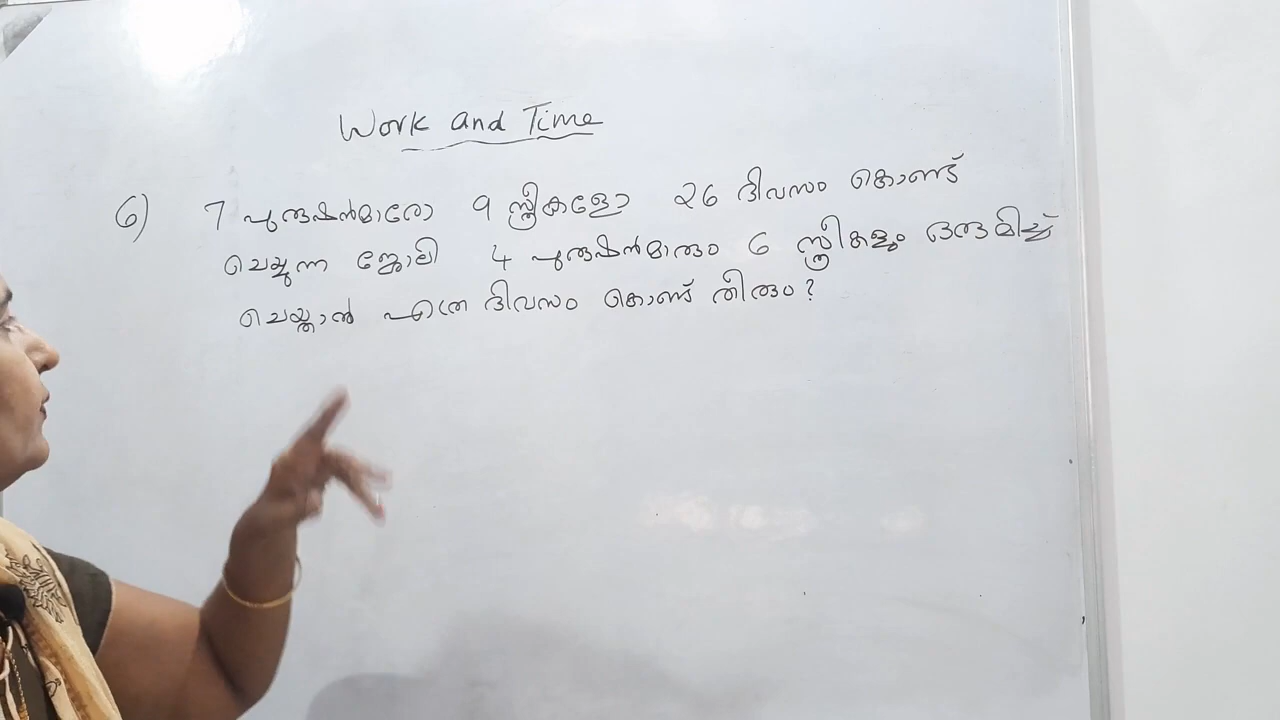 Work and Time
6) 7 പുരുഷൻമാരോ 9 സ്ത്രീകളോ 26 ദിവസം കൊണ്ട്
ചെയ്യുന്ന ജോലി 4 പുരുഷൻമാരും 6 സ്ത്രീകളും ഒരുമിച്ച്
ചെയ്താൽ എത്ര ദിവസം കൊണ്ട് തീരും?